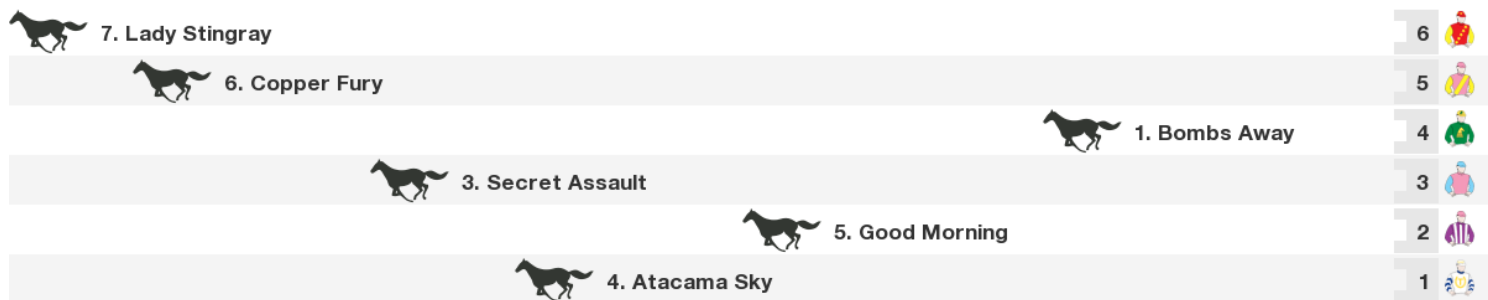 7. Lady Stingray 6
6. Copper Fury 5
1. Bombs Away 4
3. Secret Assault 3
5. Good Morning 2
4. Atacama Sky 1